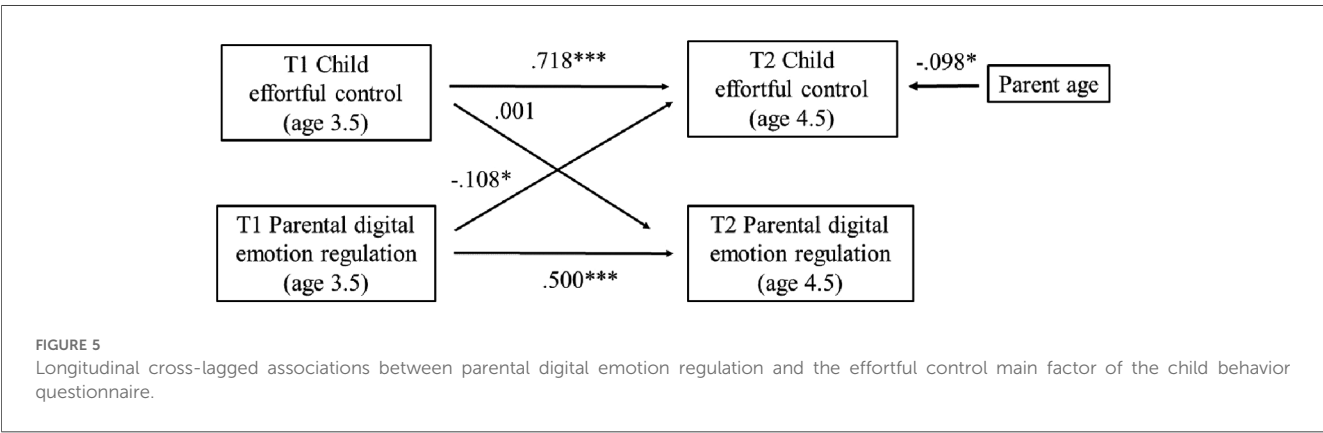 T1 Child
effortful control
(age 3.5)
.718***
.001
-.108*
T2 Child
effortful control
(age 4.5)
-.098*
Parent age
T1 Parental digital
emotion regulation
(age 3.5)
.500***
T2 Parental digital
emotion regulation
(age 4.5)
FIGURE 5
Longitudinal cross-lagged associations between parental digital emotion regulation and the effortful control main factor of the child behavior
questionnaire.